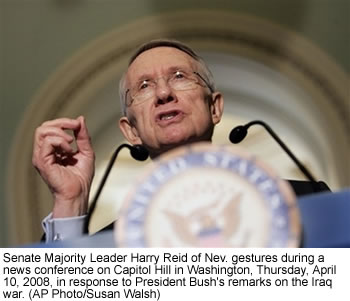 UNITED STATES
Senate Majority Leader Harry Reid of Nev. gestures during a
news conference on Capitol Hill in Washington, Thursday, April
10, 2008, in response to President Bush's remarks on the Iraq
war. (AP Photo/Susan Walsh)